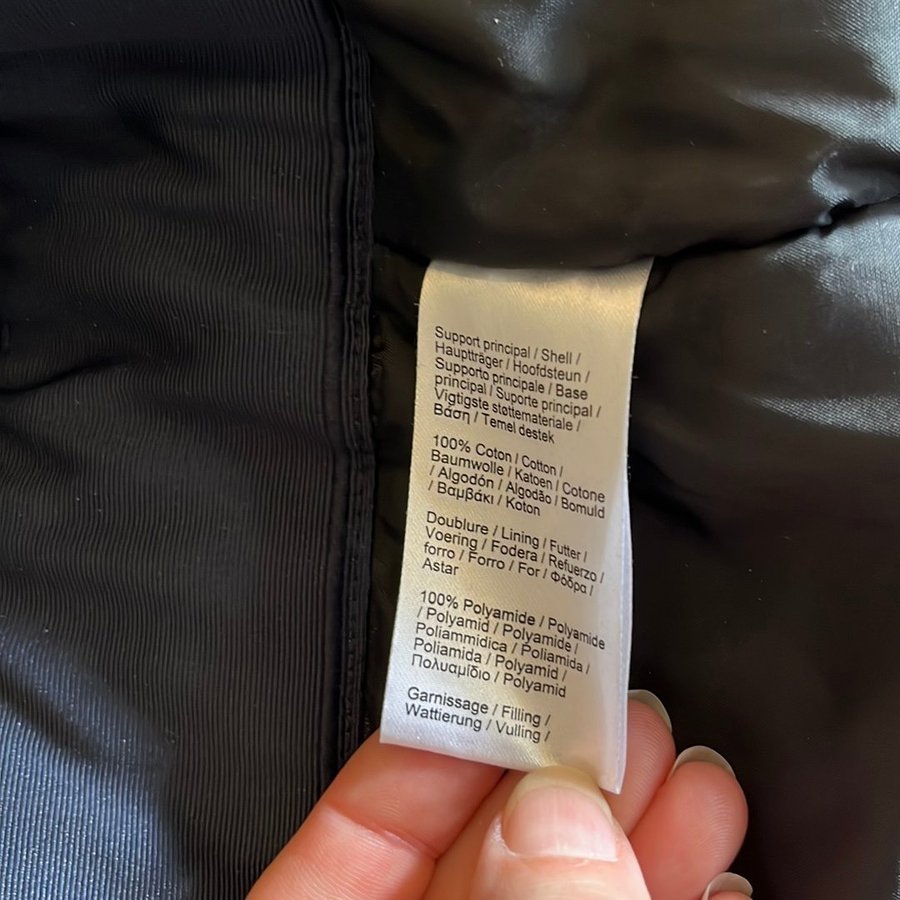 Support principal / Shell /
Hauptträger / Hoofdsteun /
Supporto principale / Base
principal / Suporte principal /
Vigtigste støttemateriale /
Βάση / Temel destek
100% Coton / Cotton /
Baumwolle / Katoen / Cotone
/ Algodón / Algodão / Bomuld
/ Βαμβάκι / Koton
Doublure / Lining / Futter /
Voering / Fodera / Refuerzo /
forro / Forro / For / Φόδρα /
Astar
100% Polyamide / Polyamide
/ Polyamid / Polyamide /
Poliammidica / Poliamida /
Poliamida / Polyamid /
Πολυαμίδιο / Polyamid
Garnissage / Filling /
Wattierung / Vulling /